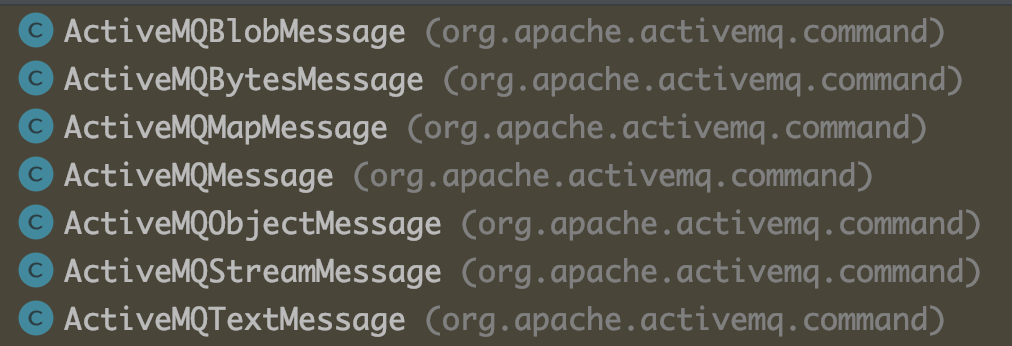 C ActiveMQBlobMessage (org.apache.activemq.command)
C ActiveMQBytesMessage (org.apache.activemq.command)
C ActiveMQMapMessage (org.apache.activemq.command)
C ActiveMQMessage (org.apache.activemq.command)
C ActiveMQObjectMessage (org.apache.activemq.command)
C ActiveMQStreamMessage (org.apache.activemq.command)
C ActiveMQTextMessage (org.apache.activemq.command)